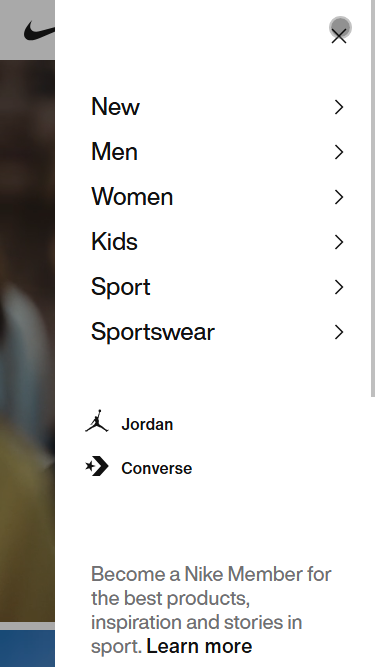 New
Men
Women
Kids
Sport
Sportswear
Jordan
Converse
Become a Nike Member for
the best products,
inspiration and stories in
sport. Learn more